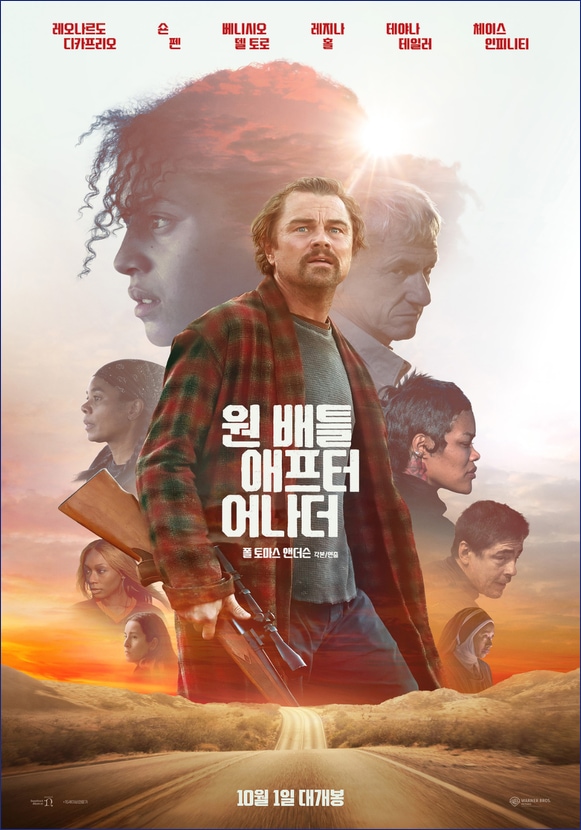 레오나르도 디카프리오
숀 펜
베니시오 델 토로
레지나 홀
테야나 테일러
체이스 인피니티
원 배틀
애프터
어나더
폴 토마스 앤더슨 각본/연출
10월 1일 대개봉
WARNER BROS.